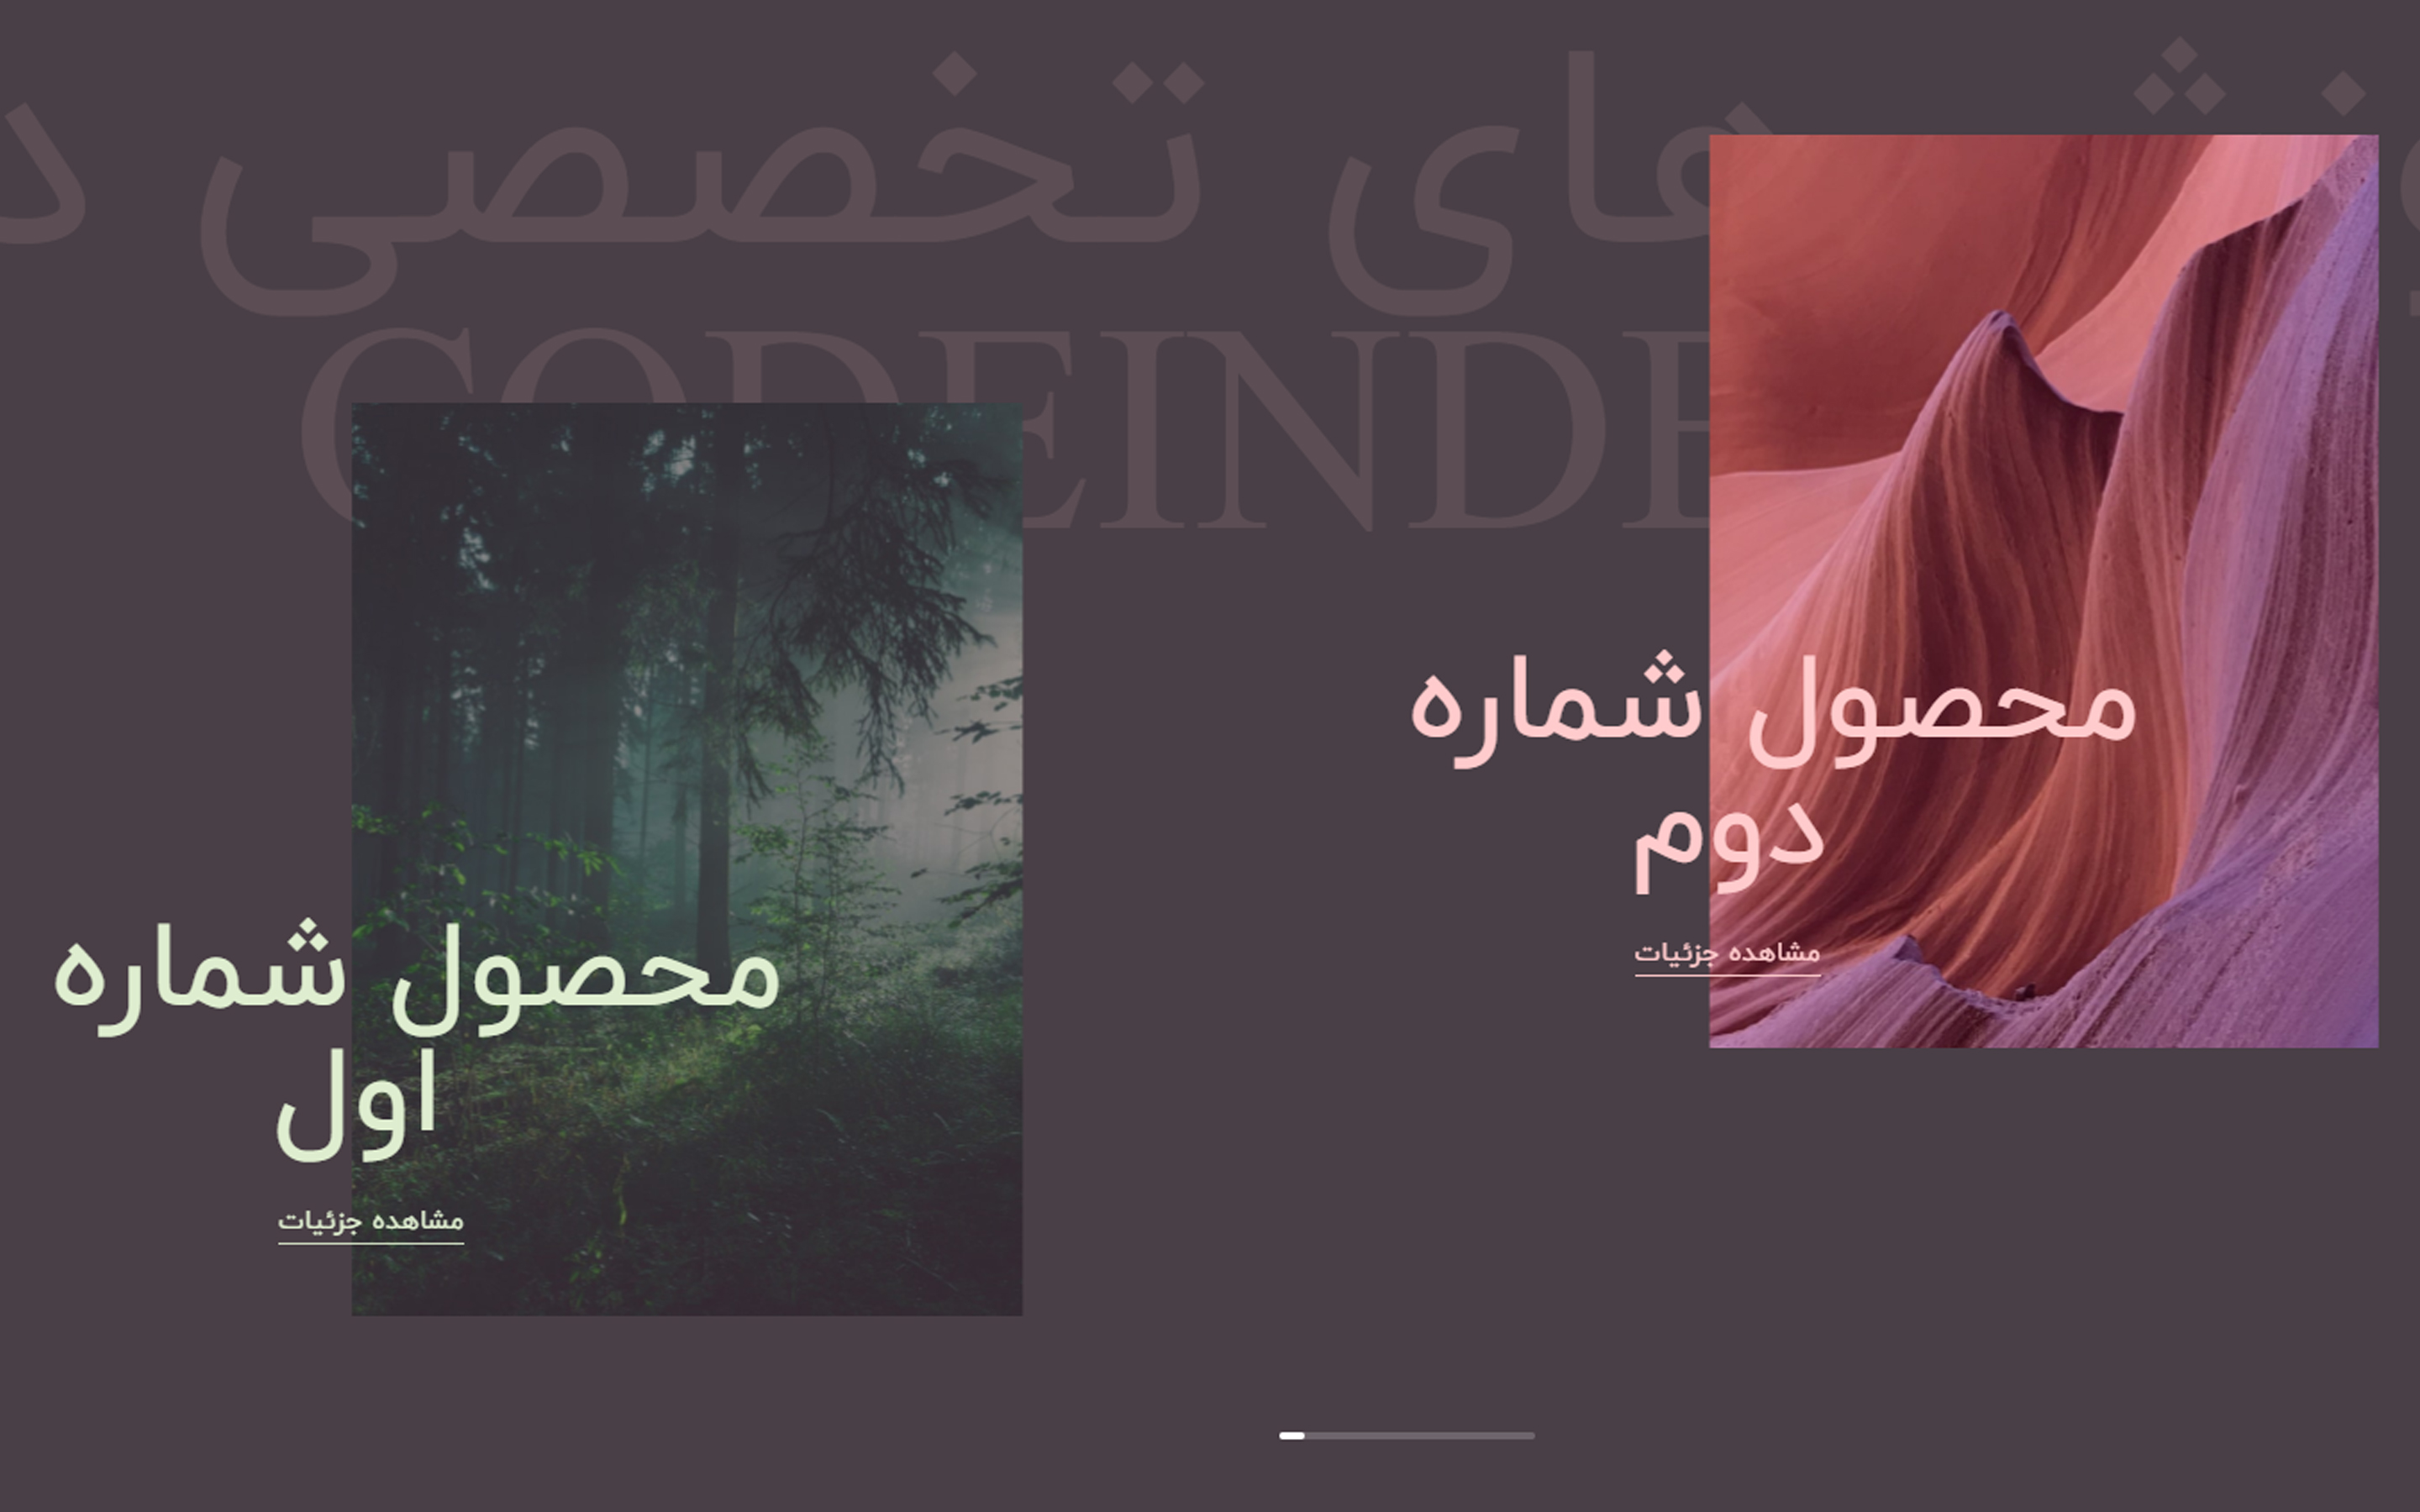 های تخصصی
CODEINDE
محصول شماره
دوم
مشاهده جزئیات
محصول شماره
اول
مشاهده جزئیات